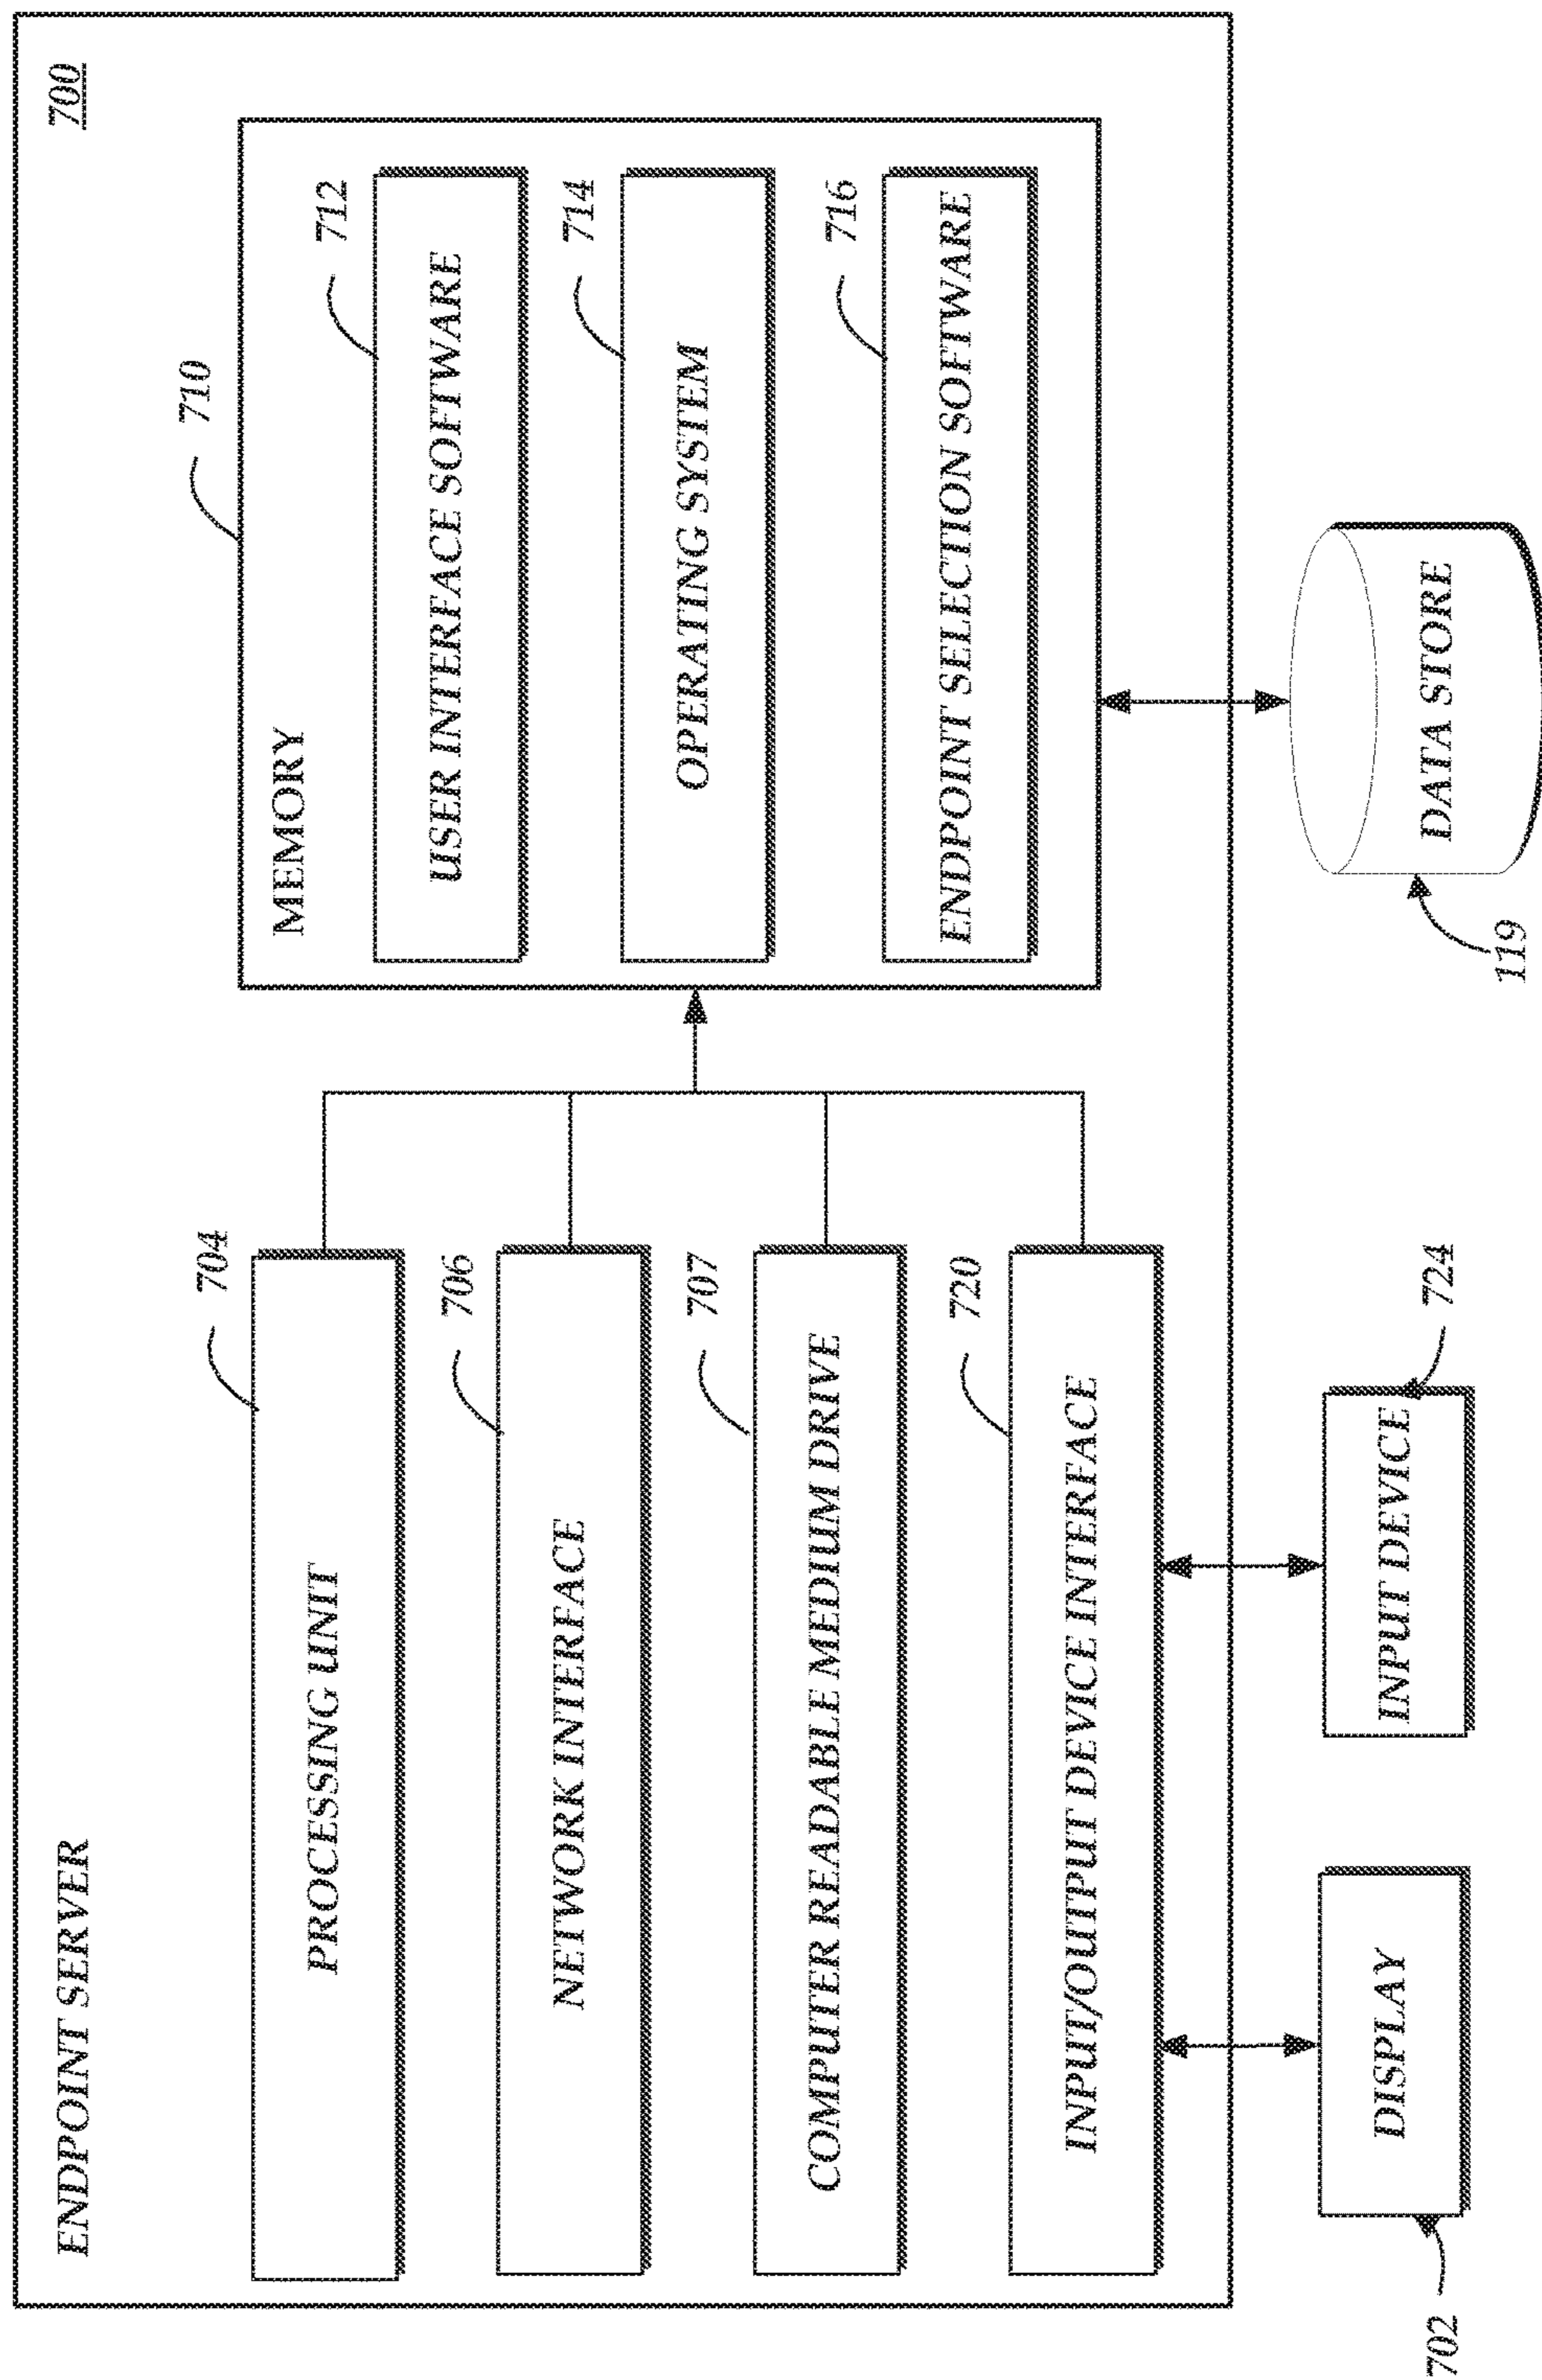 ENDPOINT SERVER
700
704
PROCESSING UNIT
706
NETWORK INTERFACE
707
COMPUTER READABLE MEDIUM DRIVE
720
INPUT/OUTPUT DEVICE INTERFACE
710
MEMORY
712
USER INTERFACE SOFTWARE
714
OPERATING SYSTEM
716
ENDPOINT SELECTION SOFTWARE
702
DISPLAY
INPUT DEVICE
724
119
DATA STORE